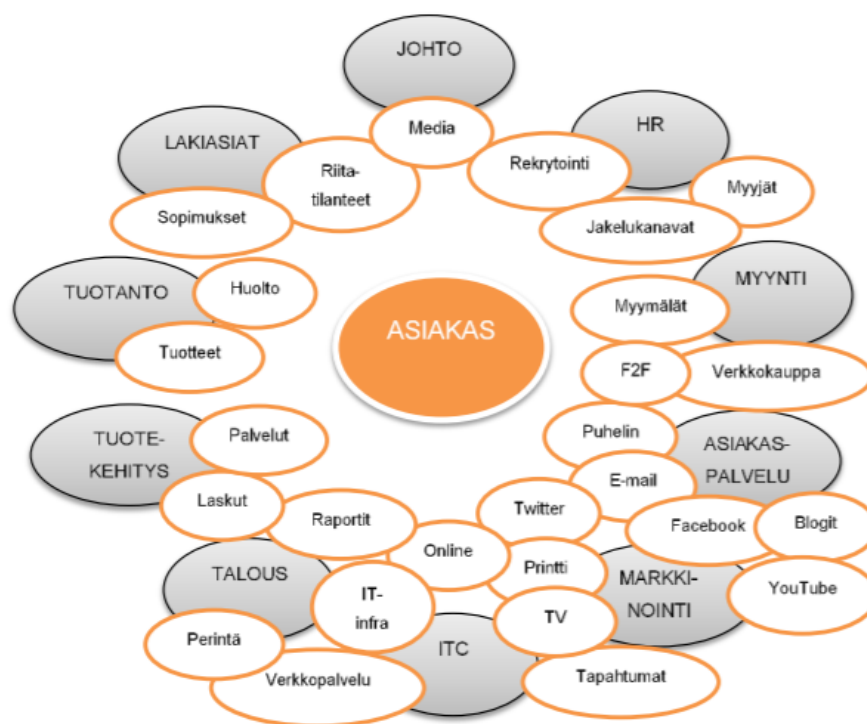 JOHTO
Media
HR
LAKIASIAT
Riita-
tilanteet
Rekrytointi
Myyjät
Sopimukset
Jakelukanavat
TUOTANTO
Huolto
MYYNTI
Myymälät
ASIAKAS
Tuotteet
F2F
Verkkokauppa
TUOTE-
KEHITYS
Palvelut
Puhelin
ASIAKAS-
PALVELU
E-mail
Laskut
Raportit
Twitter
Facebook
Blogit
Online
Printti
TALOUS
MARKKI-
NOINTI
YouTube
IT-
infra
TV
Perintä
ITC
Verkkopalvelu
Tapahtumat